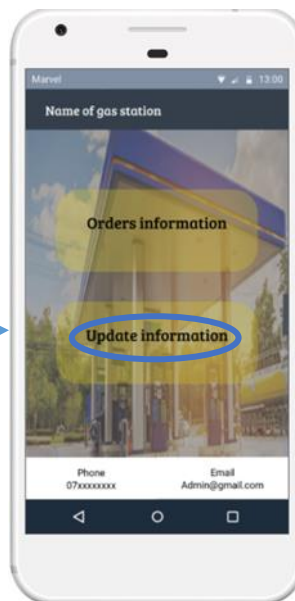 Marvel 13:00
Name of gas station
Orders information
Update information
Phone Email
07xxxxxxxx Admin@gmail.com